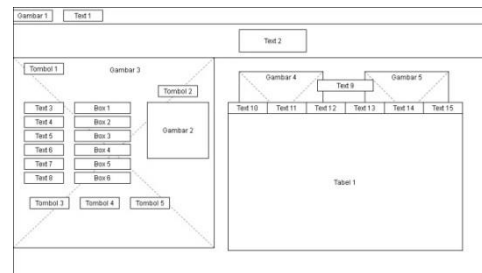 Gambar 1 Text 1
Text 2
Tombol 1 Gambar 3
Tombol 2
Text 3 Box 1
Text 4 Box 2
Text 5 Box 3
Text 6 Box 4
Text 7 Box 5
Text 8 Box 6
Gambar 2
Tombol 3 Tombol 4 Tombol 5
Gambar 4 Gambar 5
Text 9
Text 10 Text 11 Text 12 Text 13 Text 14 Text 15
Tabel 1